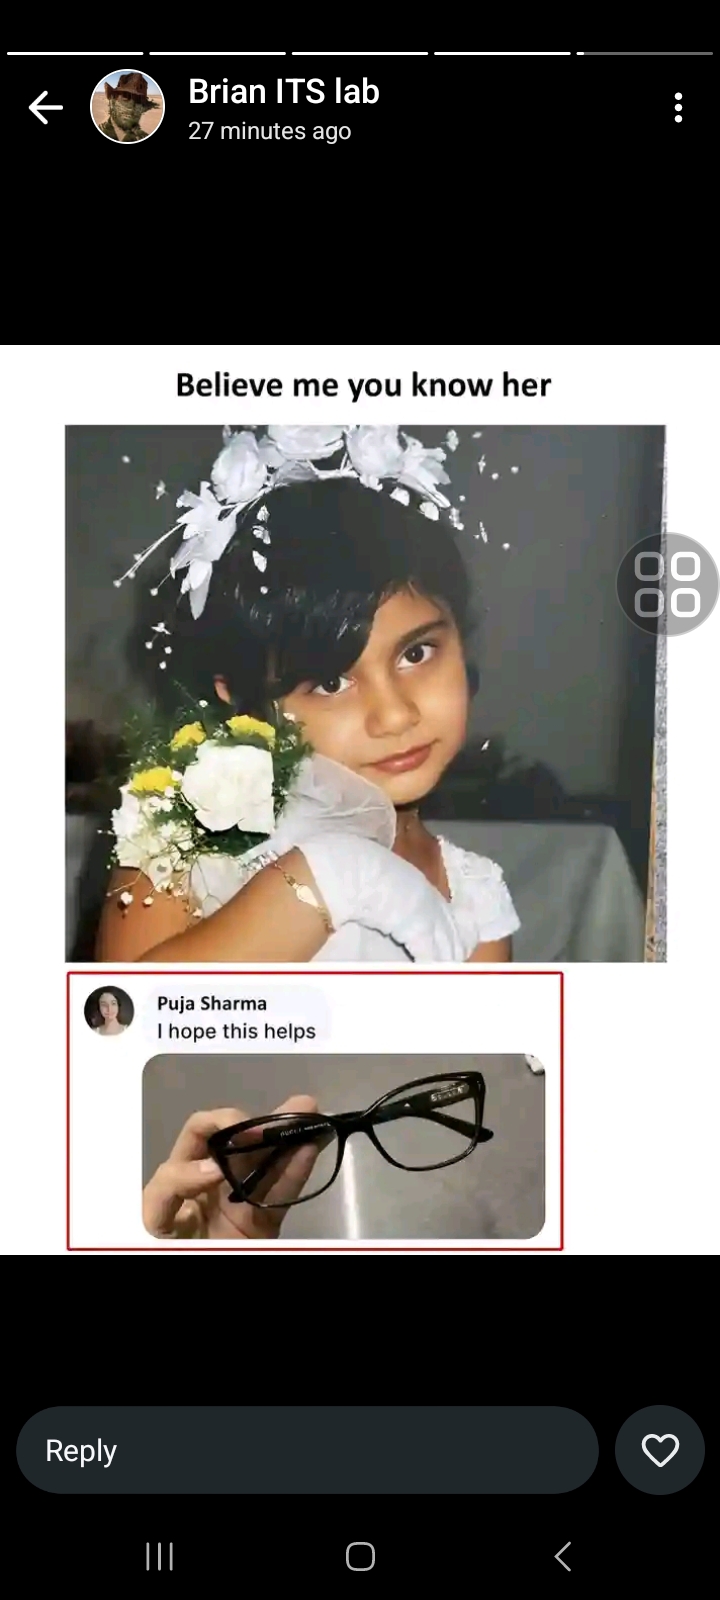 Brian ITS lab
27 minutes ago
Believe me you know her
Puja Sharma
I hope this helps
Reply